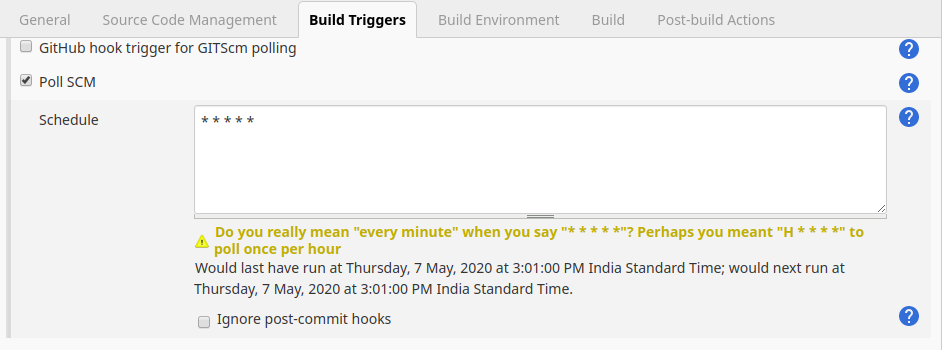 General Source Code Management Build Triggers Build Environment Build Post-build Actions
GitHub hook trigger for GITScm polling
?
Poll SCM
?
Schedule
* * * * *
?
Do you really mean "every minute" when you say "* * * * *"? Perhaps you meant "H * * * *" to
poll once per hour
Would last have run at Thursday, 7 May, 2020 at 3:01:00 PM India Standard Time; would next run at
Thursday, 7 May, 2020 at 3:01:00 PM India Standard Time.
Ignore post-commit hooks
?